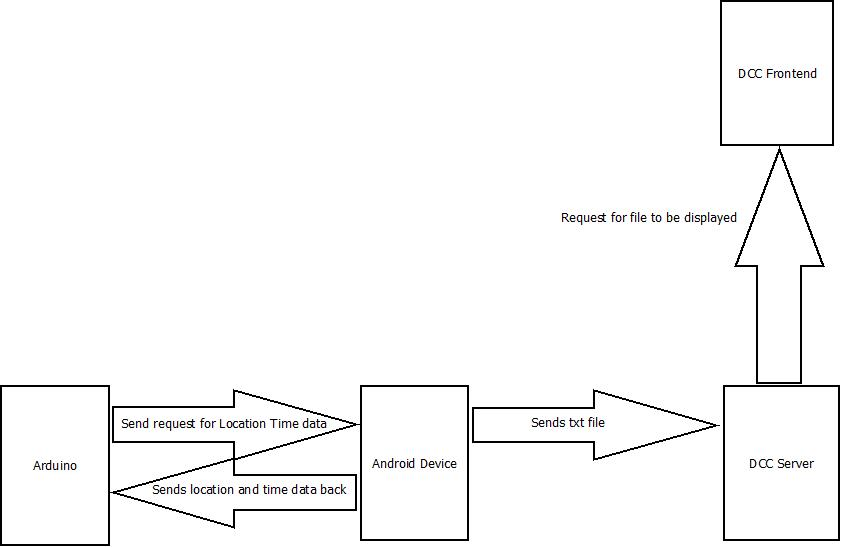 DCC Frontend
Request for file to be displayed
Send request for Location Time data
Sends txt file
Arduino
Android Device
DCC Server
Sends location and time data back